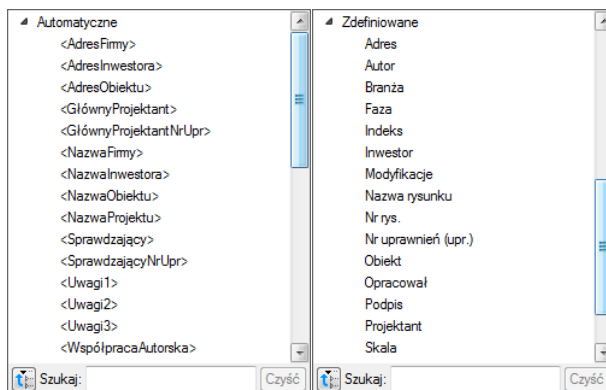 Automatyczne
<AdresFirmy>
<AdresInwestora>
<AdresObiektu>
<GłównyProjektant>
<GłównyProjektantNrUpr>
<NazwaFirmy>
<NazwaInwestora>
<NazwaObiektu>
<NazwaProjektu>
<Sprawdzający>
<SprawdzającyNrUpr>
<Uwagi1>
<Uwagi2>
<Uwagi3>
<WspółpracaAutorska>
Szukaj:
Czyść
Zdefiniowane
Adres
Autor
Branża
Faza
Indeks
Inwestor
Modyfikacje
Nazwa rysunku
Nr rys.
Nr uprawnień (upr.)
Obiekt
Opracował
Podpis
Projektant
Skala
Szukaj:
Czyść